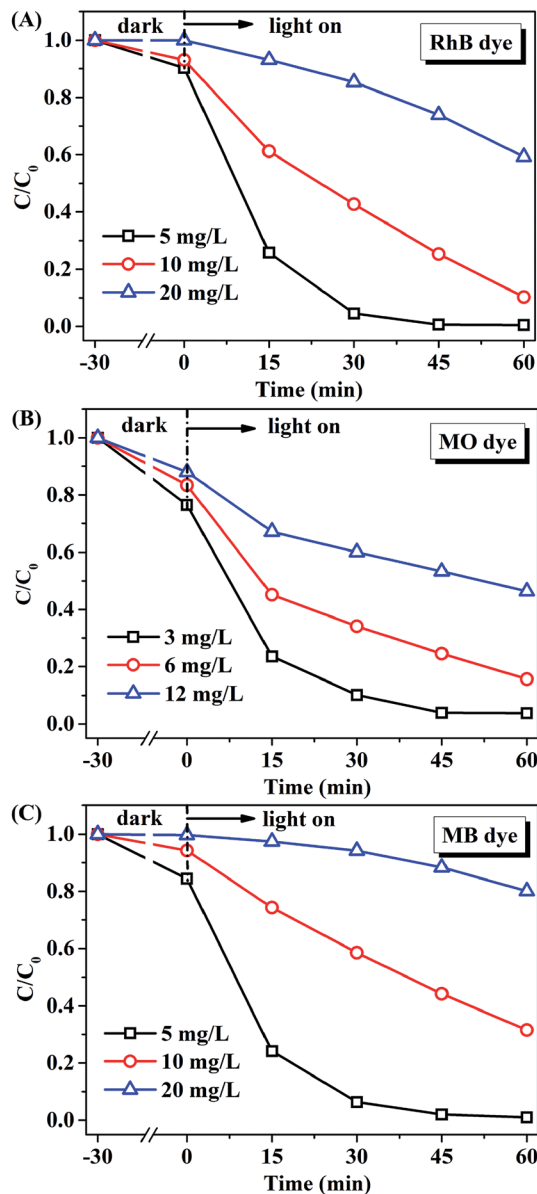 (A)
dark
light on
RhB dye
1.0
0.8
0.6
0.4
0.2
0.0
C/C₀
5 mg/L
10 mg/L
20 mg/L
-30 0 15 30 45 60
Time (min)
(B)
dark
light on
MO dye
1.0
0.8
0.6
0.4
0.2
0.0
C/C₀
3 mg/L
6 mg/L
12 mg/L
-30 0 15 30 45 60
Time (min)
(C)
dark
light on
MB dye
1.0
0.8
0.6
0.4
0.2
0.0
C/C₀
5 mg/L
10 mg/L
20 mg/L
-30 0 15 30 45 60
Time (min)